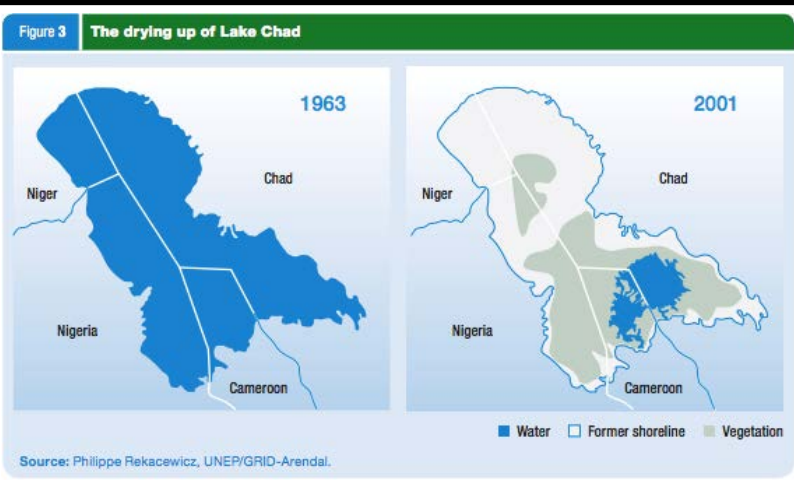 Figure 3 The drying up of Lake Chad
1963
Chad
Niger
Nigeria
Cameroon
2001
Chad
Niger
Nigeria
Cameroon
Water Former shoreline Vegetation
Source: Philippe Rekacewicz, UNEP/GRID-Arendal.